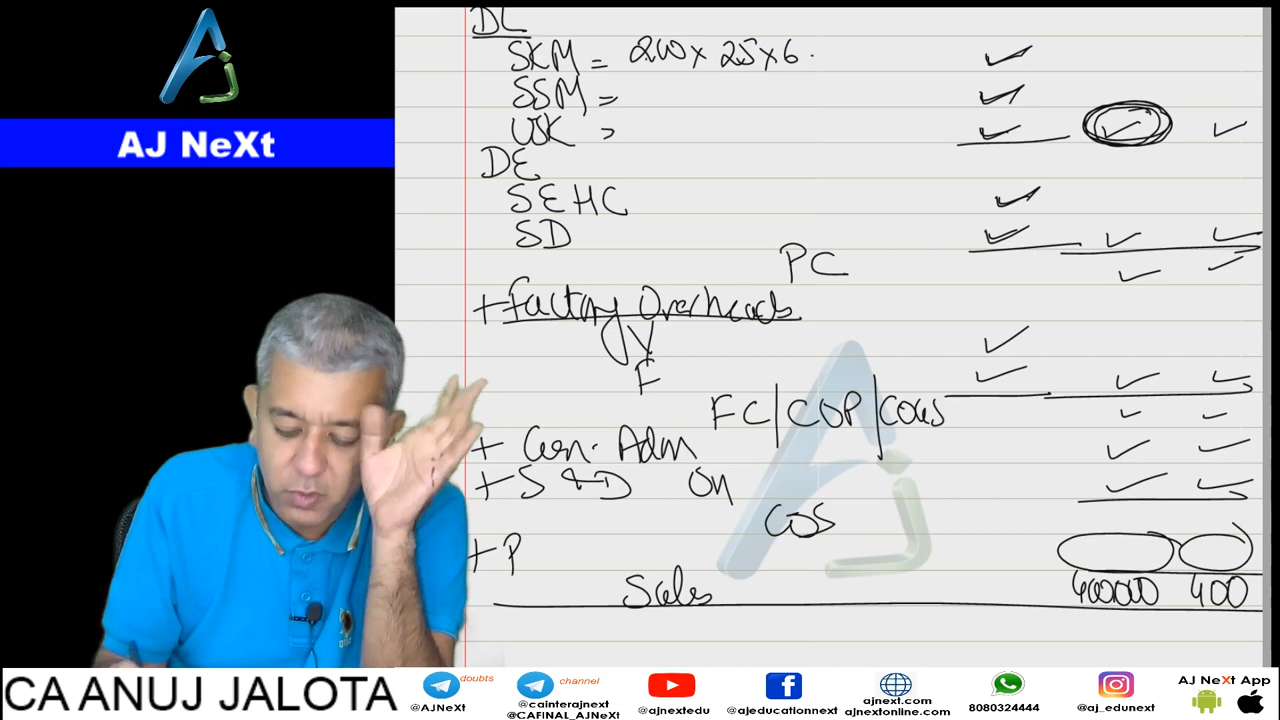 AJ NeXt
DL
SKM = 200 x 25 x 6.
SSM =
USK =
DE
SEHC
SD
PC
+ Factory Overheads
V
F
FC | COP | COGS
+ Gen. Adm
+ S & D OH
COS
+ P
Sales 400000 400
CA ANUJ JALOTA
doubts
@AJNeXt
channel
@cainterajnext
@CAFINAL_AJNeXt
@ajnextedu
@ajeducationnext
ajnext.com
ajnextonline.com
8080324444
@aj_edunext
AJ NeXt App